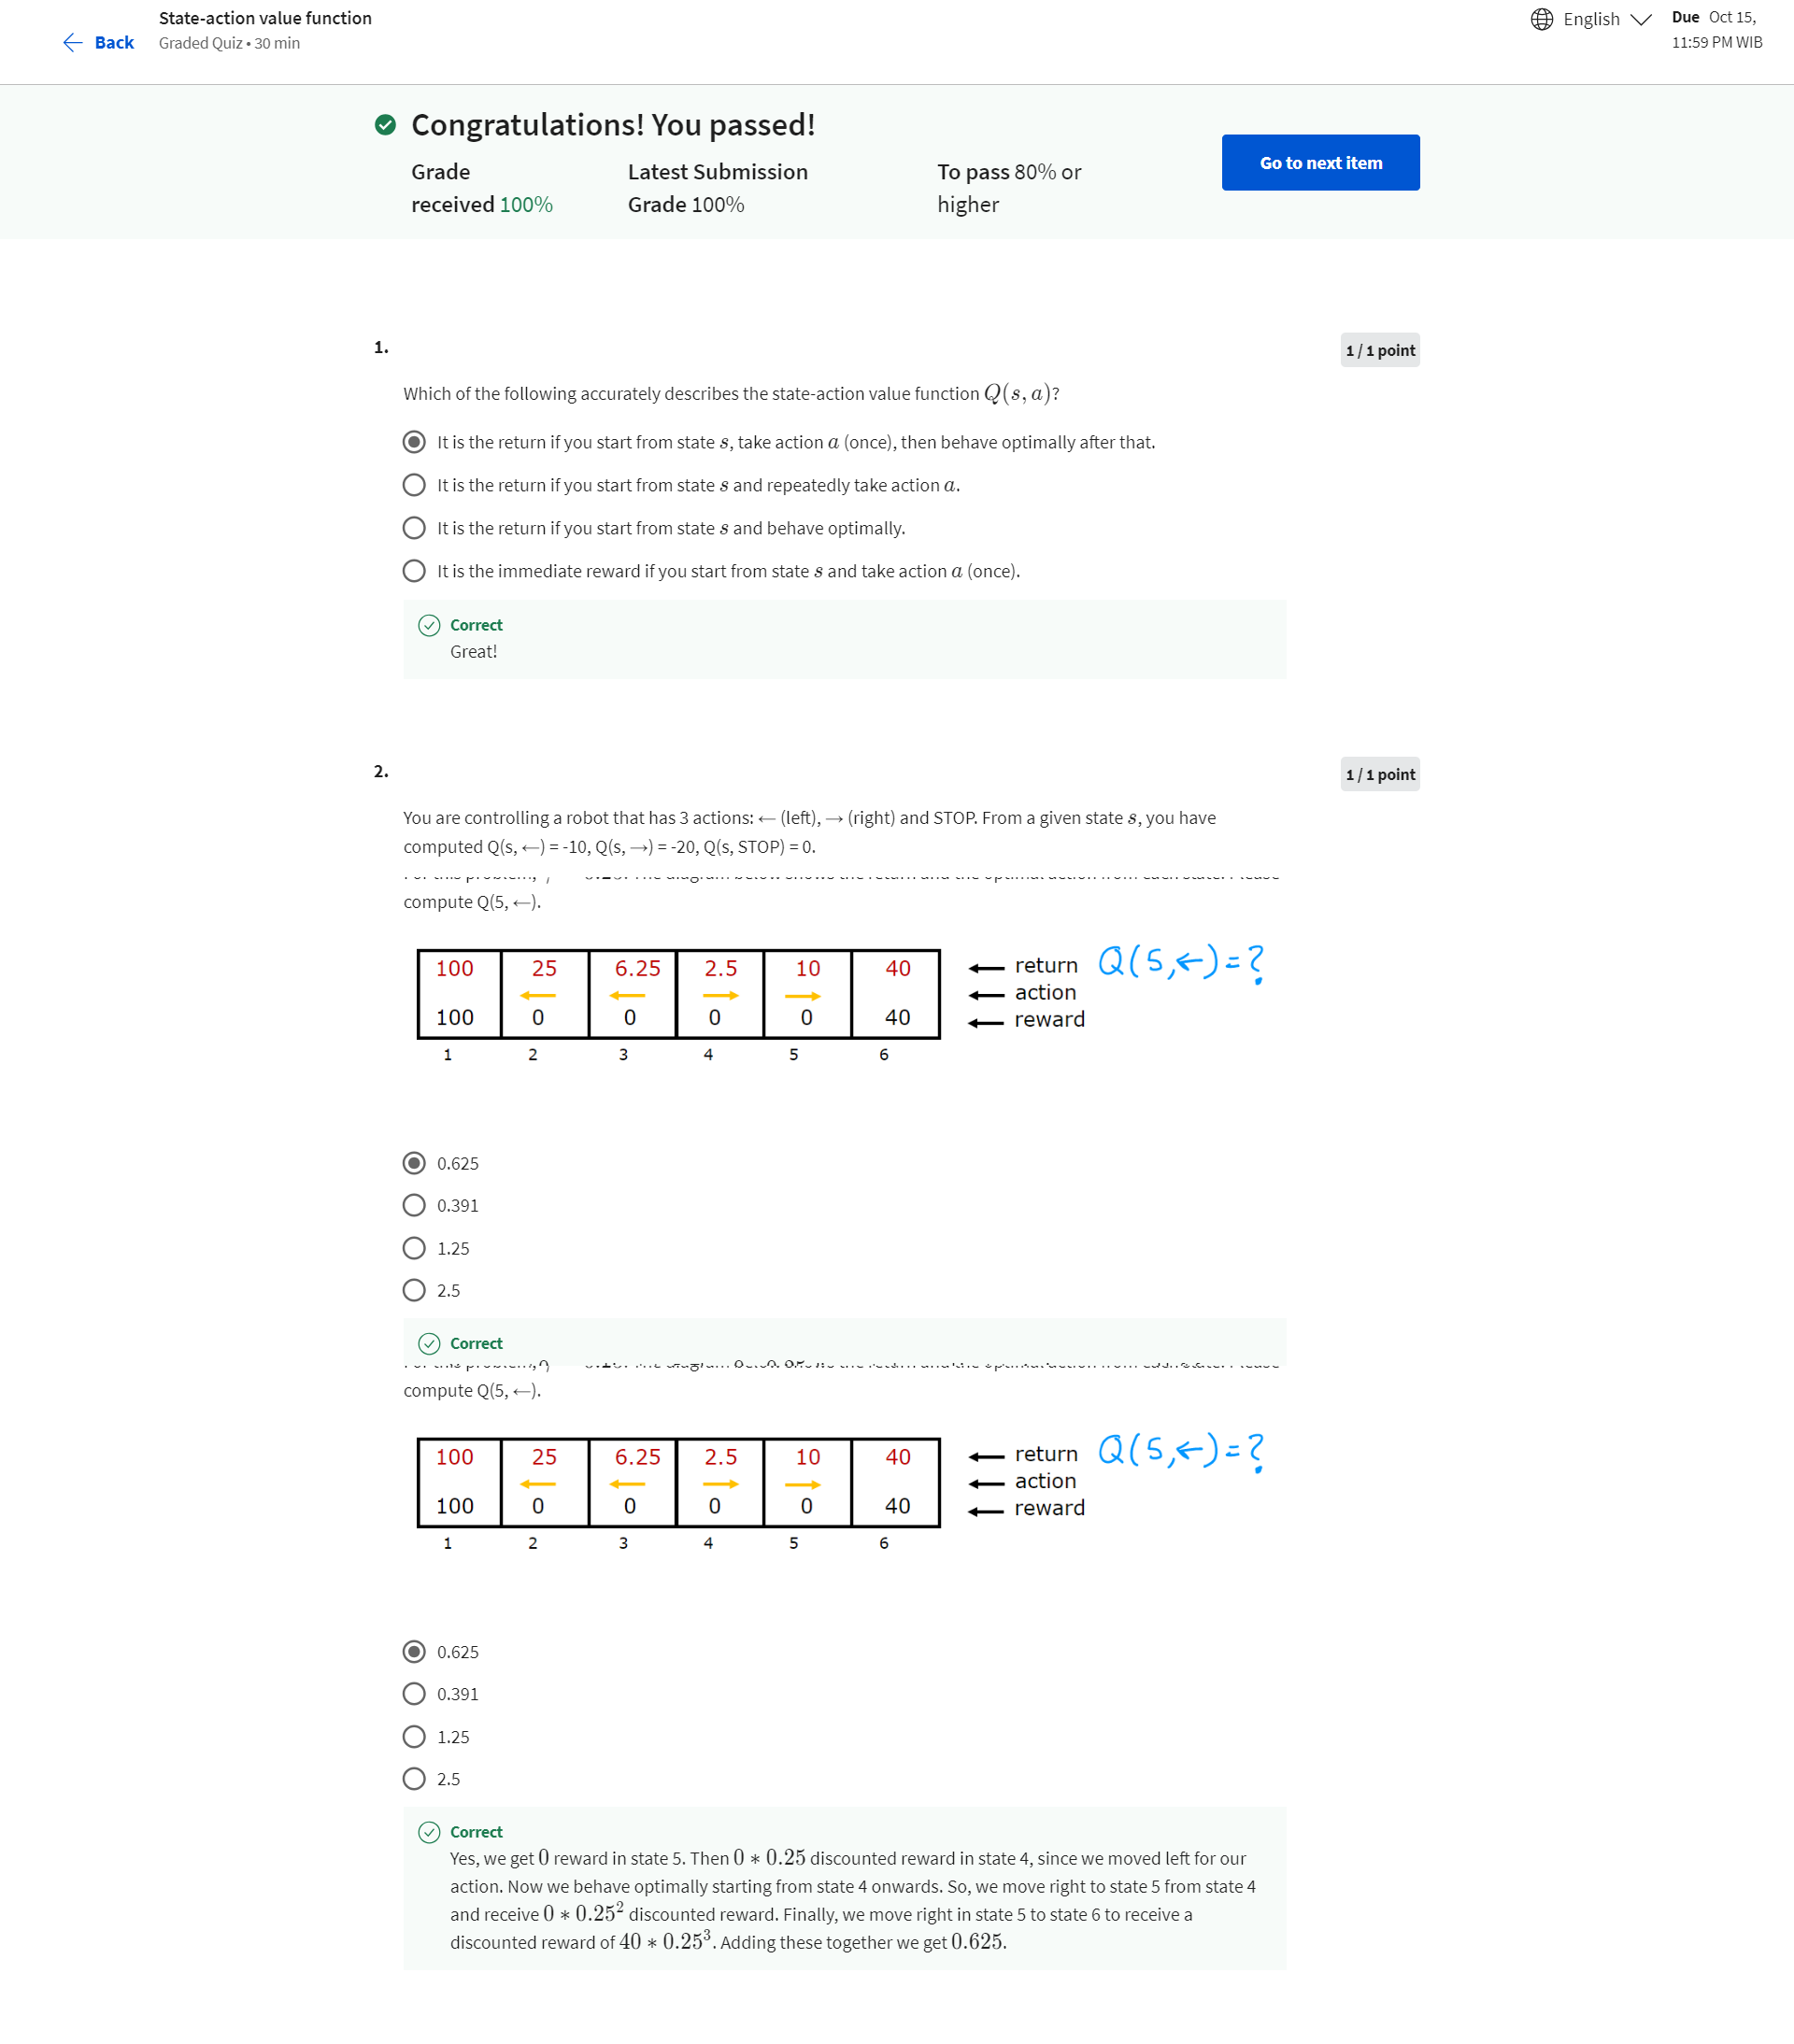 State-action value function
Back
Graded Quiz • 30 min
English
Due Oct 15,
11:59 PM WIB
Congratulations! You passed!
Grade
received 100%
Latest Submission
Grade 100%
To pass 80% or
higher
Go to next item
1.
1 / 1 point
Which of the following accurately describes the state-action value function Q(s, a)?
It is the return if you start from state s, take action a (once), then behave optimally after that.
It is the return if you start from state s and repeatedly take action a.
It is the return if you start from state s and behave optimally.
It is the immediate reward if you start from state s and take action a (once).
Correct
Great!
2.
1 / 1 point
You are controlling a robot that has 3 actions: ← (left), → (right) and STOP. From a given state s, you have
computed Q(s, ←) = -10, Q(s, →) = -20, Q(s, STOP) = 0.
compute Q(5, ←).
100 25 6.25 2.5 10 40 ← return Q(5,←)=?
← ← → → ← action
100 0 0 0 0 40 ← reward
1 2 3 4 5 6
0.625
0.391
1.25
2.5
Correct
compute Q(5, ←).
100 25 6.25 2.5 10 40 ← return Q(5,←)=?
← ← → → ← action
100 0 0 0 0 40 ← reward
1 2 3 4 5 6
0.625
0.391
1.25
2.5
Correct
Yes, we get 0 reward in state 5. Then 0 * 0.25 discounted reward in state 4, since we moved left for our
action. Now we behave optimally starting from state 4 onwards. So, we move right to state 5 from state 4
and receive 0 * 0.25² discounted reward. Finally, we move right in state 5 to state 6 to receive a
discounted reward of 40 * 0.25³. Adding these together we get 0.625.